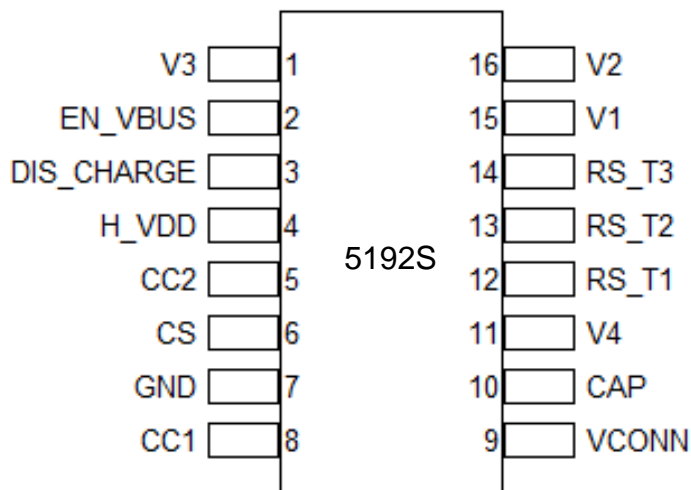 V3 1 16 V2
EN_VBUS 2 15 V1
DIS_CHARGE 3 14 RS_T3
H_VDD 4 13 RS_T2
5192S
CC2 5 12 RS_T1
CS 6 11 V4
GND 7 10 CAP
CC1 8 9 VCONN